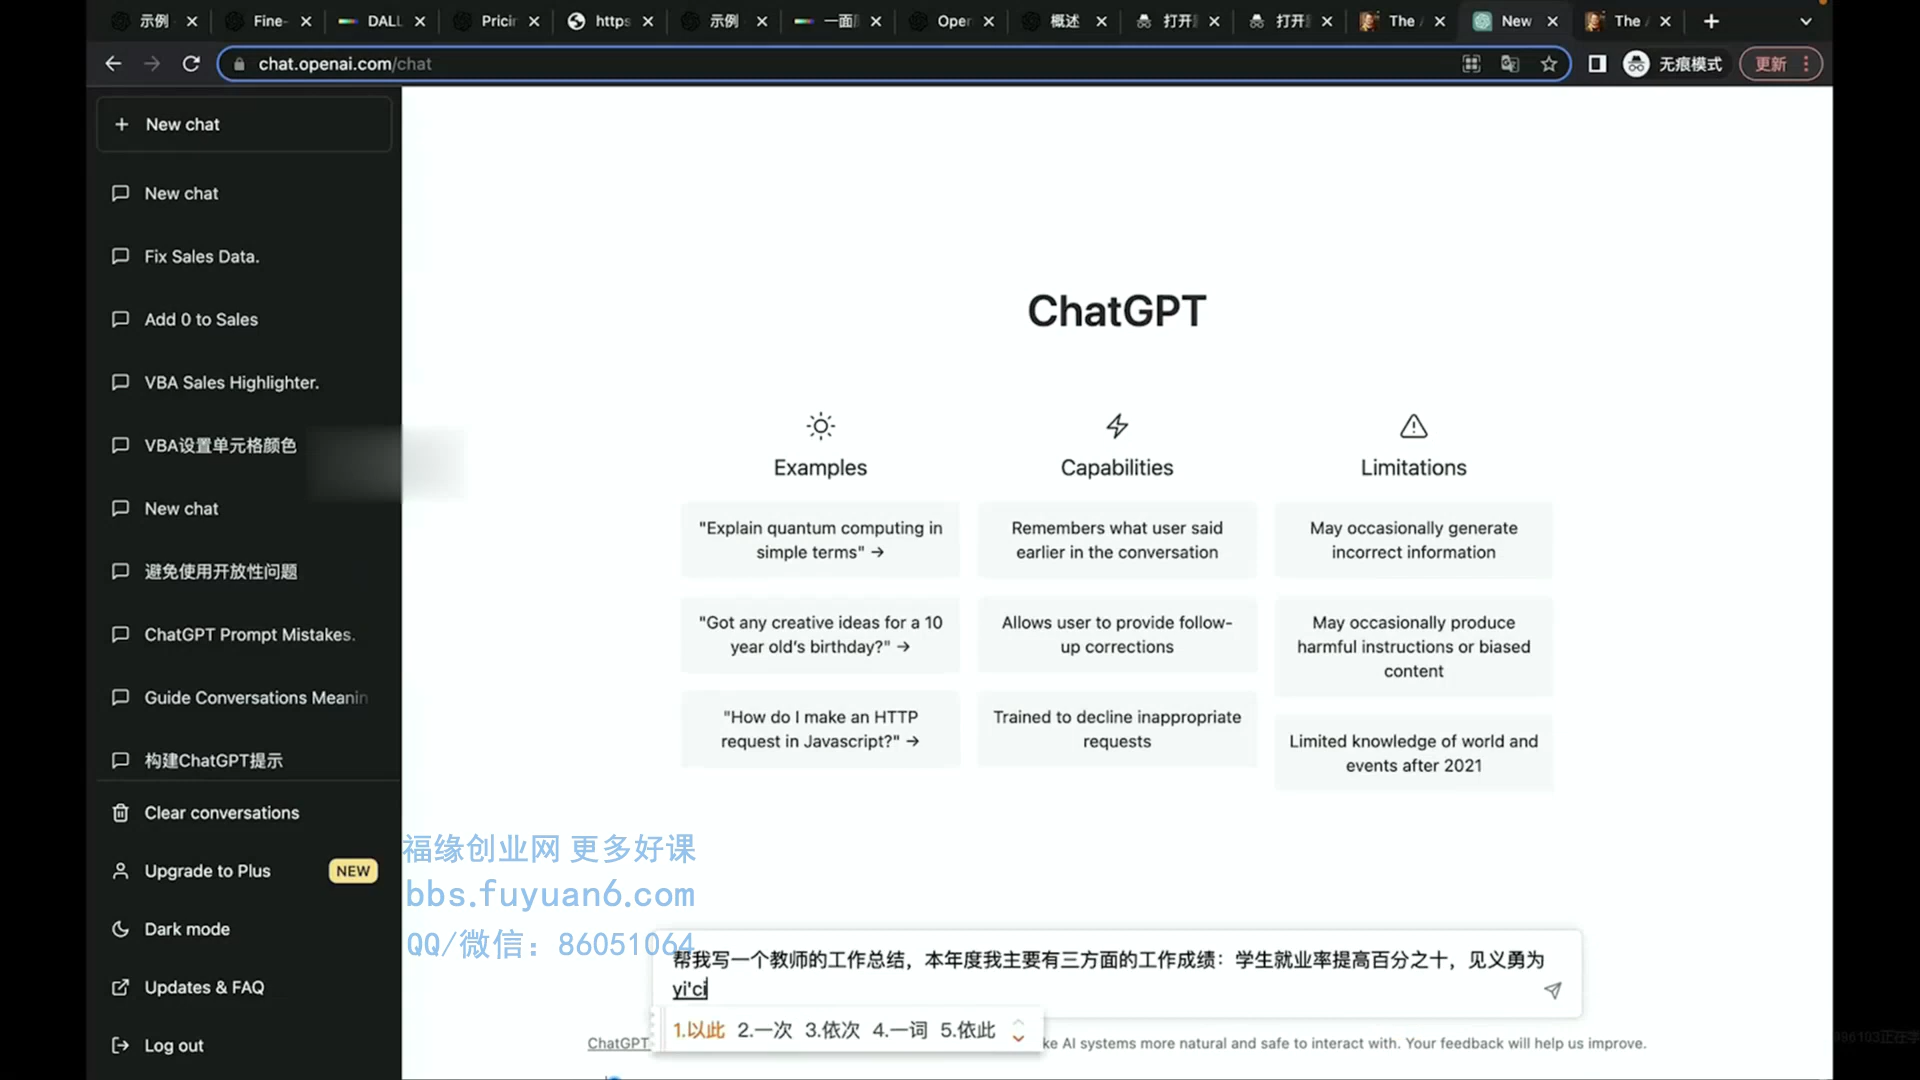 示例
Fine-
DALL
Pricin
https
示例
一面
Open
概述
打开
打开
The
New
The
chat.openai.com/chat
无痕模式
更新
New chat
New chat
Fix Sales Data.
Add 0 to Sales
VBA Sales Highlighter.
VBA设置单元格颜色
New chat
避免使用开放性问题
ChatGPT Prompt Mistakes.
Guide Conversations Meanin
构建ChatGPT提示
Clear conversations
Upgrade to Plus NEW
Dark mode
Updates & FAQ
Log out
ChatGPT
Examples
"Explain quantum computing in
simple terms" →
"Got any creative ideas for a 10
year old's birthday?" →
"How do I make an HTTP
request in Javascript?" →
Capabilities
Remembers what user said
earlier in the conversation
Allows user to provide follow-
up corrections
Trained to decline inappropriate
requests
Limitations
May occasionally generate
incorrect information
May occasionally produce
harmful instructions or biased
content
Limited knowledge of world and
events after 2021
福缘创业网 更多好课
bbs.fuyuan6.com
QQ/微信：86051064
帮我写一个教师的工作总结，本年度我主要有三方面的工作成绩：学生就业率提高百分之十，见义勇为
yi'ci
1.以此 2.一次 3.依次 4.一词 5.依此
ChatGPT
ke AI systems more natural and safe to interact with. Your feedback will help us improve.